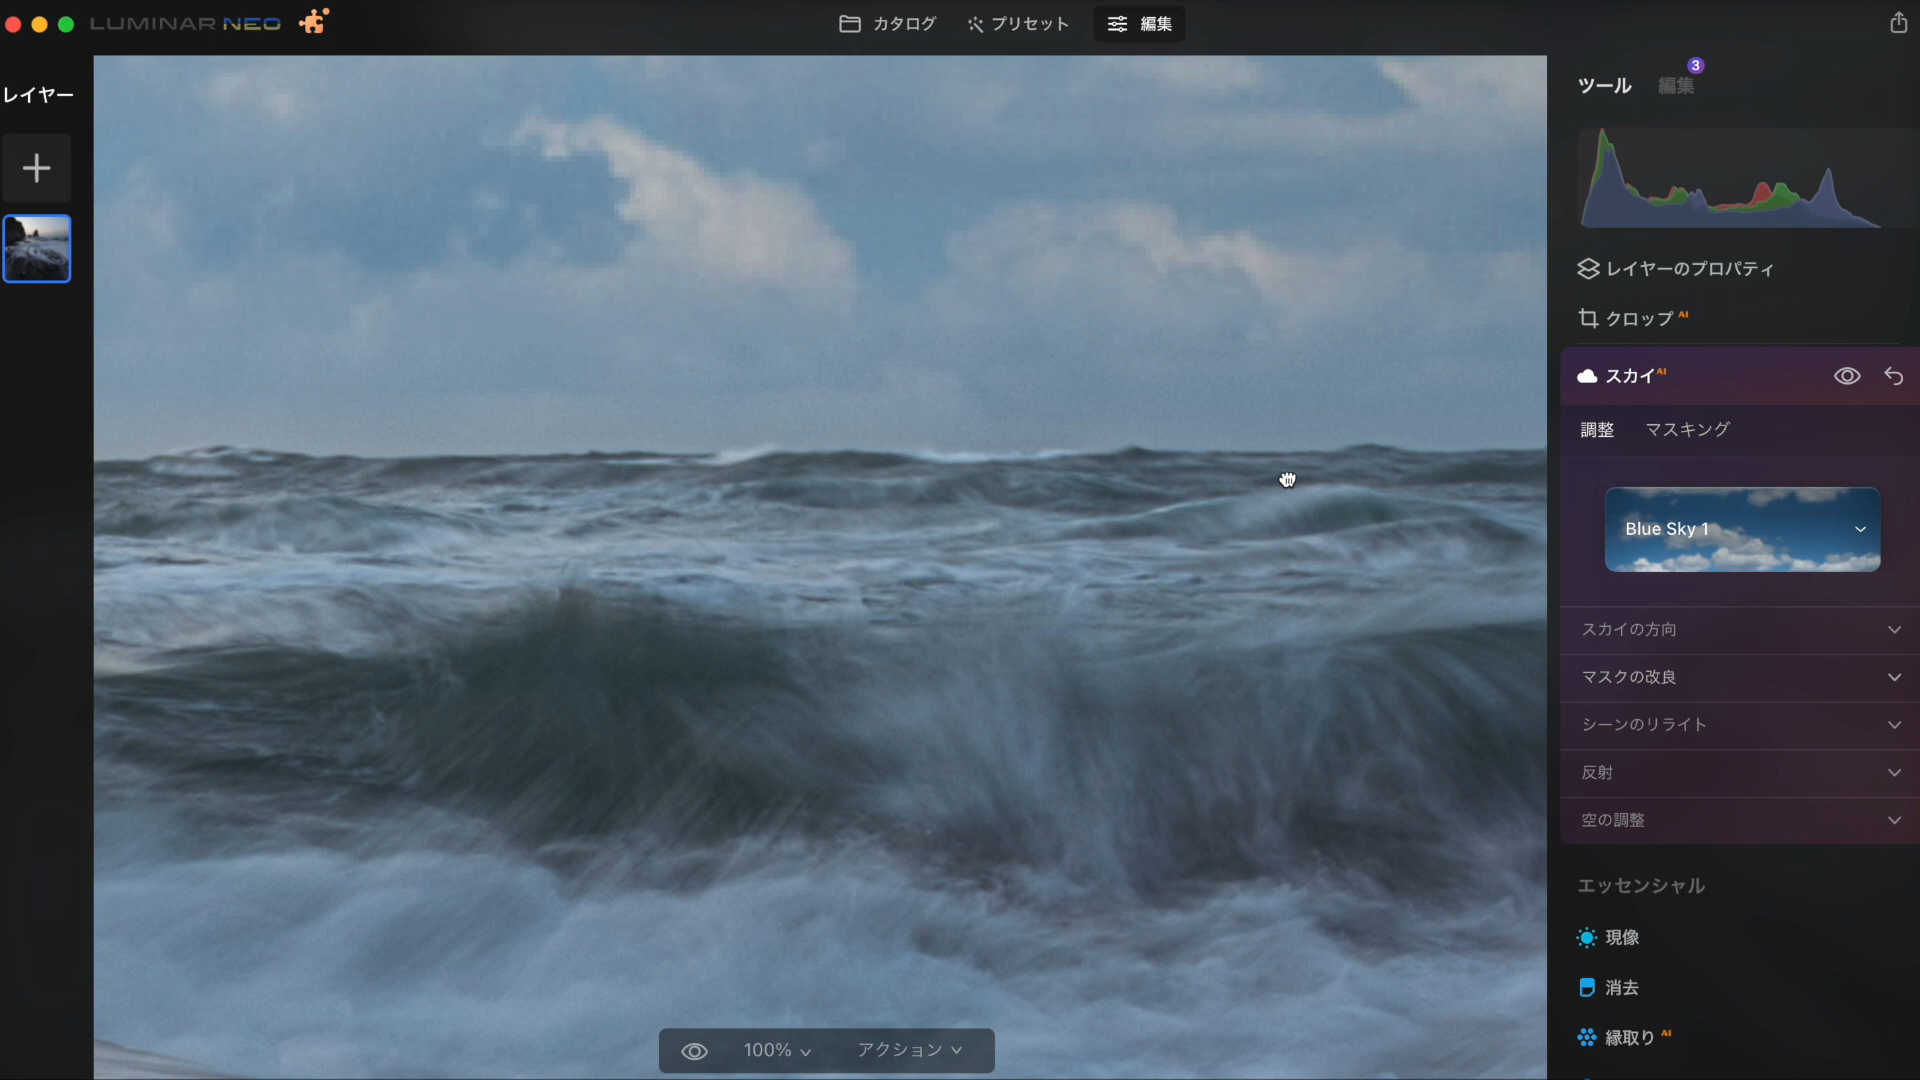 LUMINAR NEO
カタログ
プリセット
編集
レイヤー
ツール
編集
3
レイヤーのプロパティ
クロップ AI
スカイ AI
調整
マスキング
Blue Sky 1
スカイの方向
マスクの改良
シーンのリライト
反射
空の調整
エッセンシャル
現像
消去
縁取り AI
100%
アクション